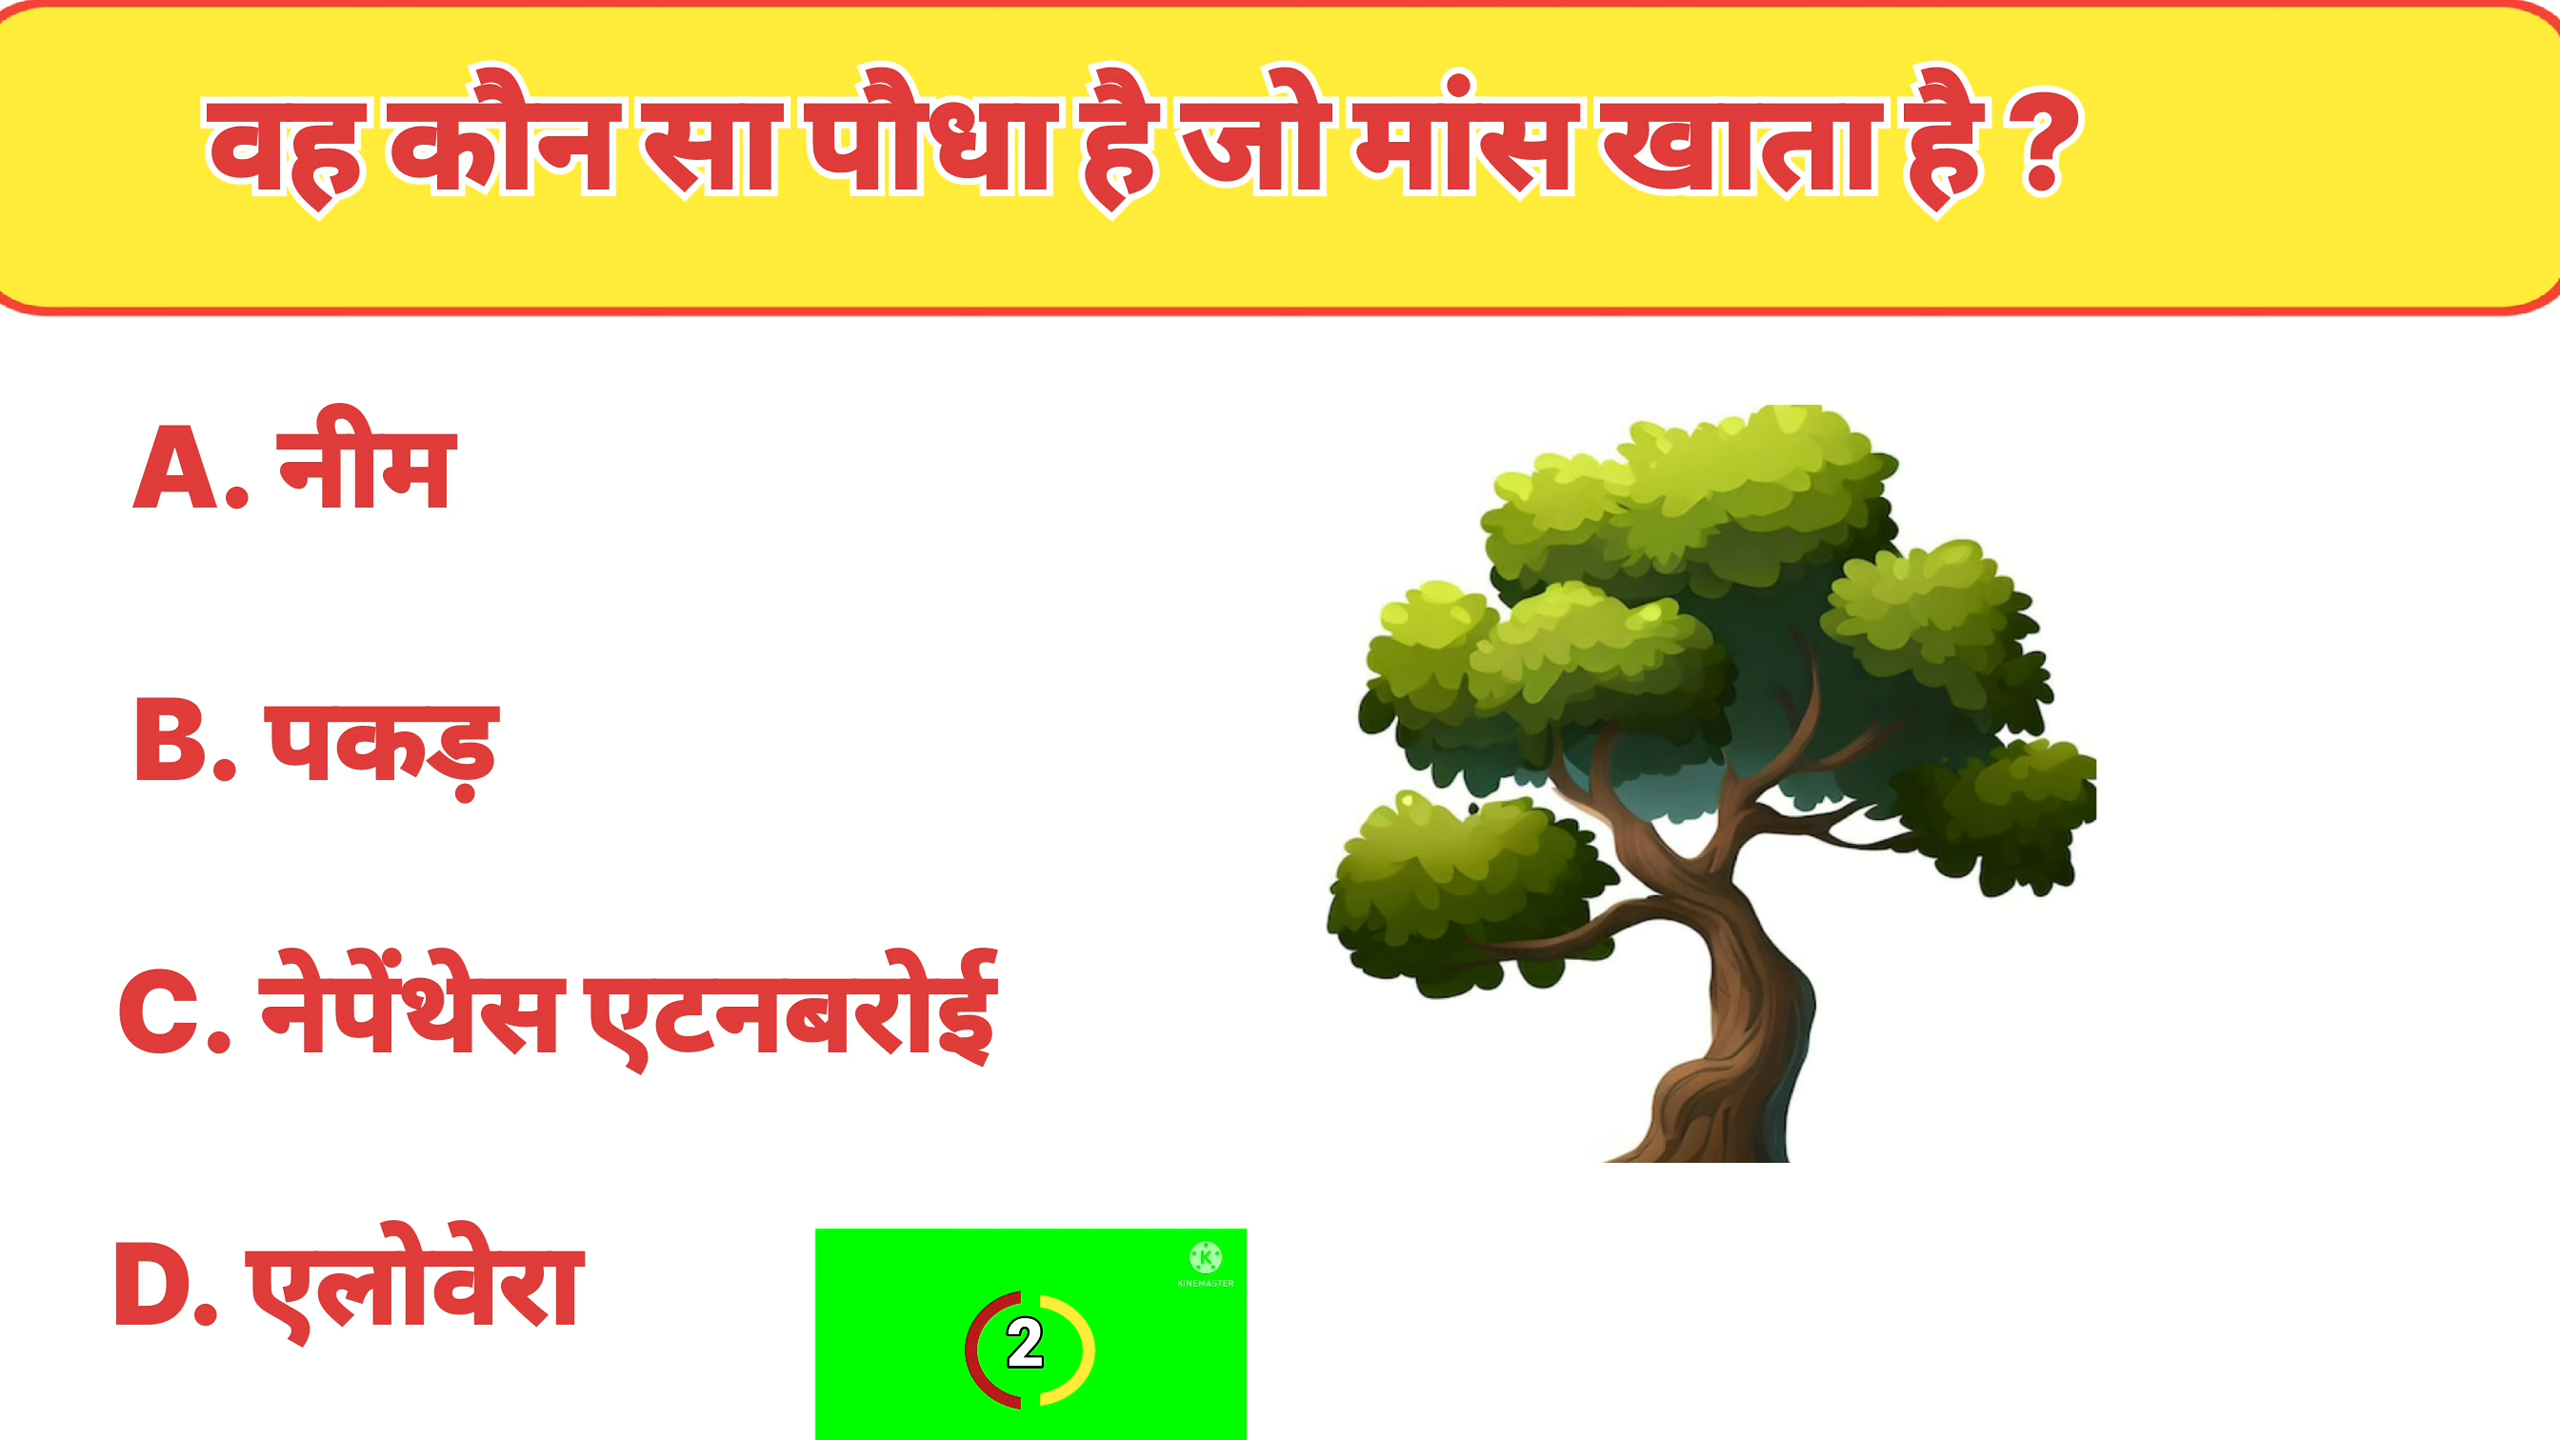 वह कौन सा पौधा है जो मांस खाता है ?
A. नीम
B. पकड़
C. नेपेंथेस एटनबरोई
D. एलोवेरा
K
KINEMASTER
2